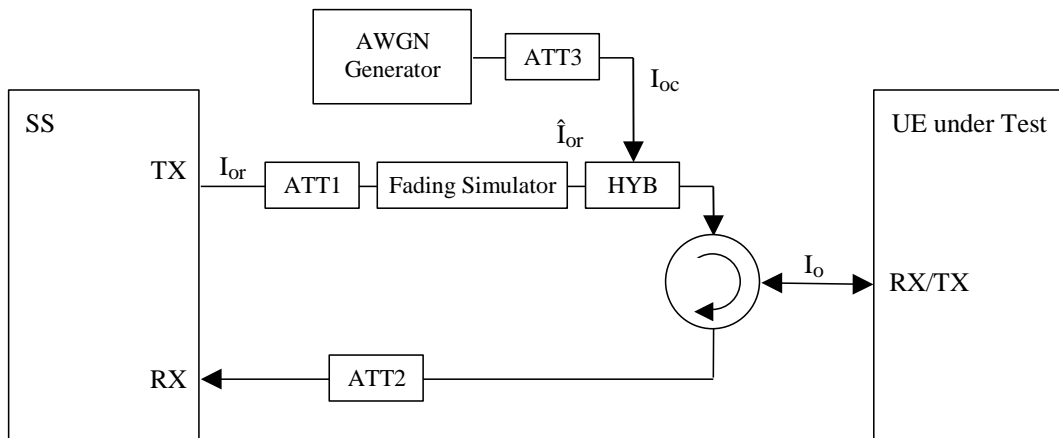 AWGN
Generator
ATT3
I_oc
SS
UE under Test
Î_or
TX
I_or
ATT1
Fading Simulator
HYB
I_o
RX/TX
RX
ATT2